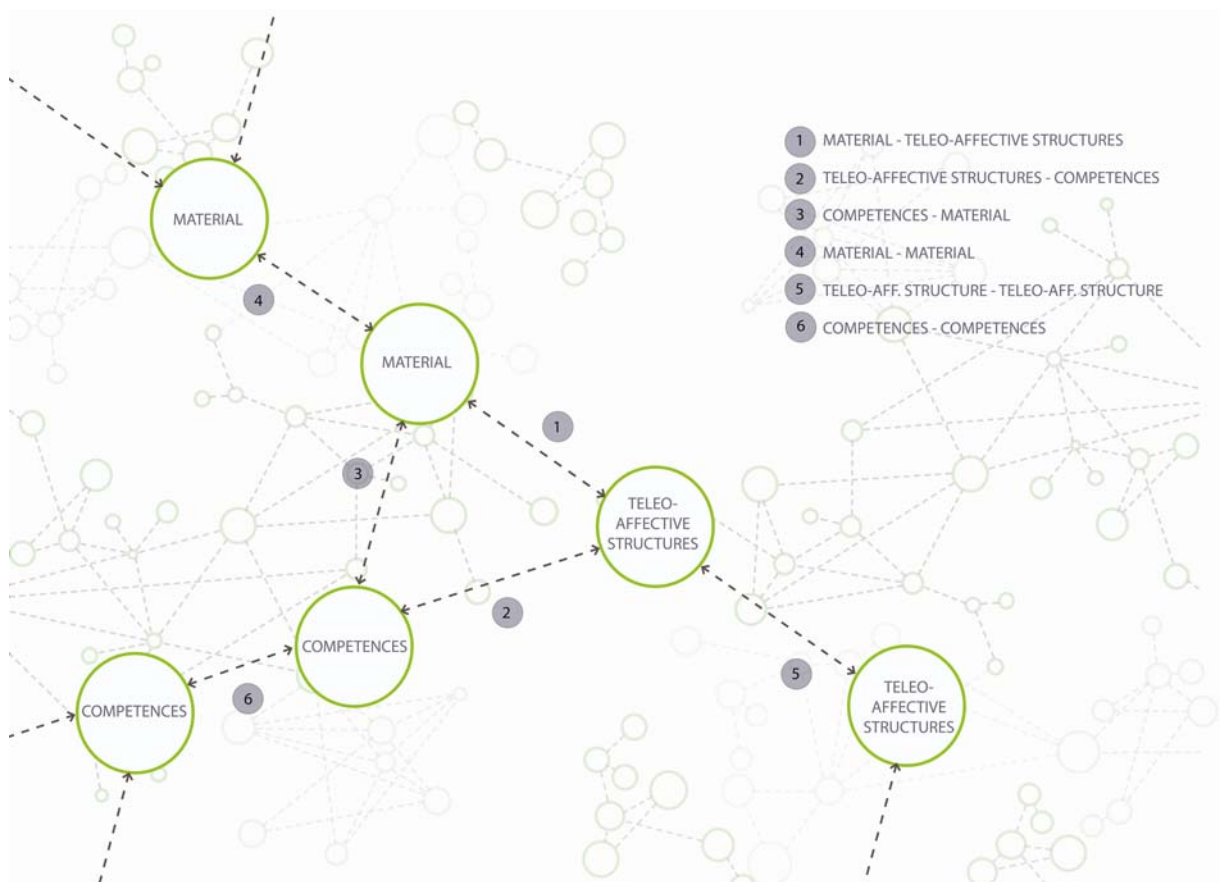 1 MATERIAL - TELEO-AFFECTIVE STRUCTURES
2 TELEO-AFFECTIVE STRUCTURES - COMPETENCES
3 COMPETENCES - MATERIAL
4 MATERIAL - MATERIAL
5 TELEO-AFF. STRUCTURE - TELEO-AFF. STRUCTURE
6 COMPETENCES - COMPETENCES
MATERIAL
4
MATERIAL
1
3
TELEO-
AFFECTIVE
STRUCTURES
2
COMPETENCES
5
6
COMPETENCES
TELEO-
AFFECTIVE
STRUCTURES